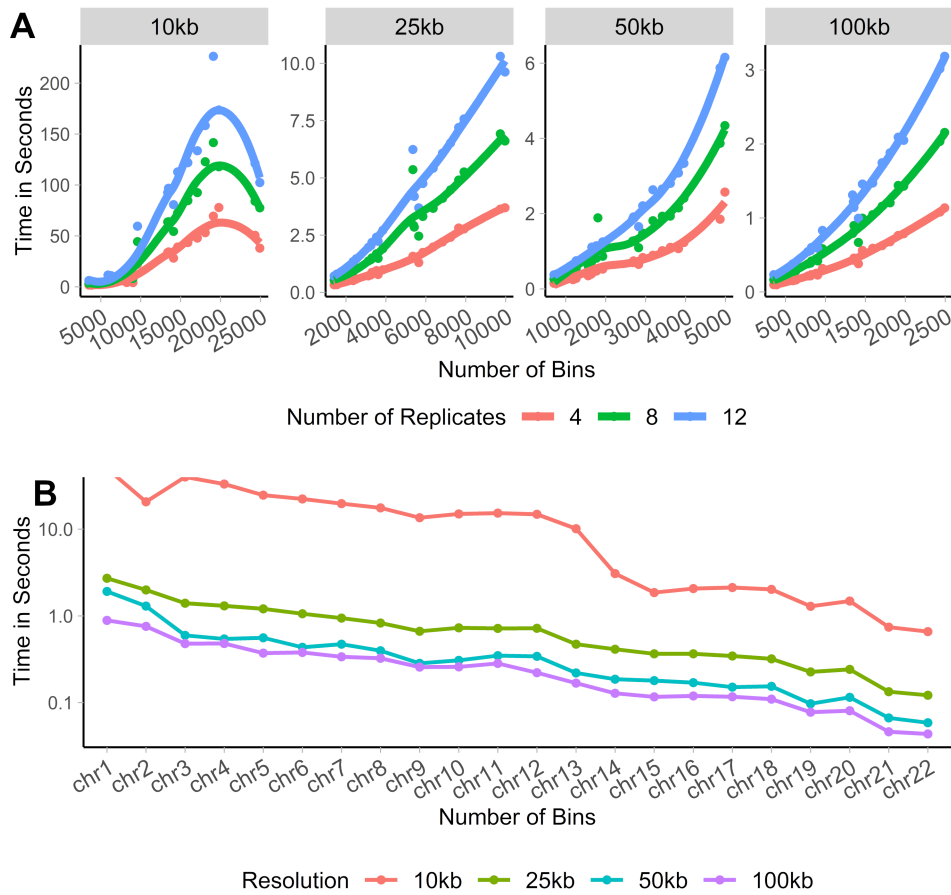 A
10kb 25kb 50kb 100kb
Time in Seconds
200
150
100
50
0
10.0
7.5
5.0
2.5
0.0
6
4
2
0
3
2
1
0
5000 10000 15000 20000 25000 2000 4000 6000 8000 10000 1000 2000 3000 4000 5000 500 1000 1500 2000 2500
Number of Bins
Number of Replicates 4 8 12
B
Time in Seconds
10.0
1.0
0.1
chr1 chr2 chr3 chr4 chr5 chr6 chr7 chr8 chr9 chr10 chr11 chr12 chr13 chr14 chr15 chr16 chr17 chr18 chr19 chr20 chr21 chr22
Number of Bins
Resolution 10kb 25kb 50kb 100kb